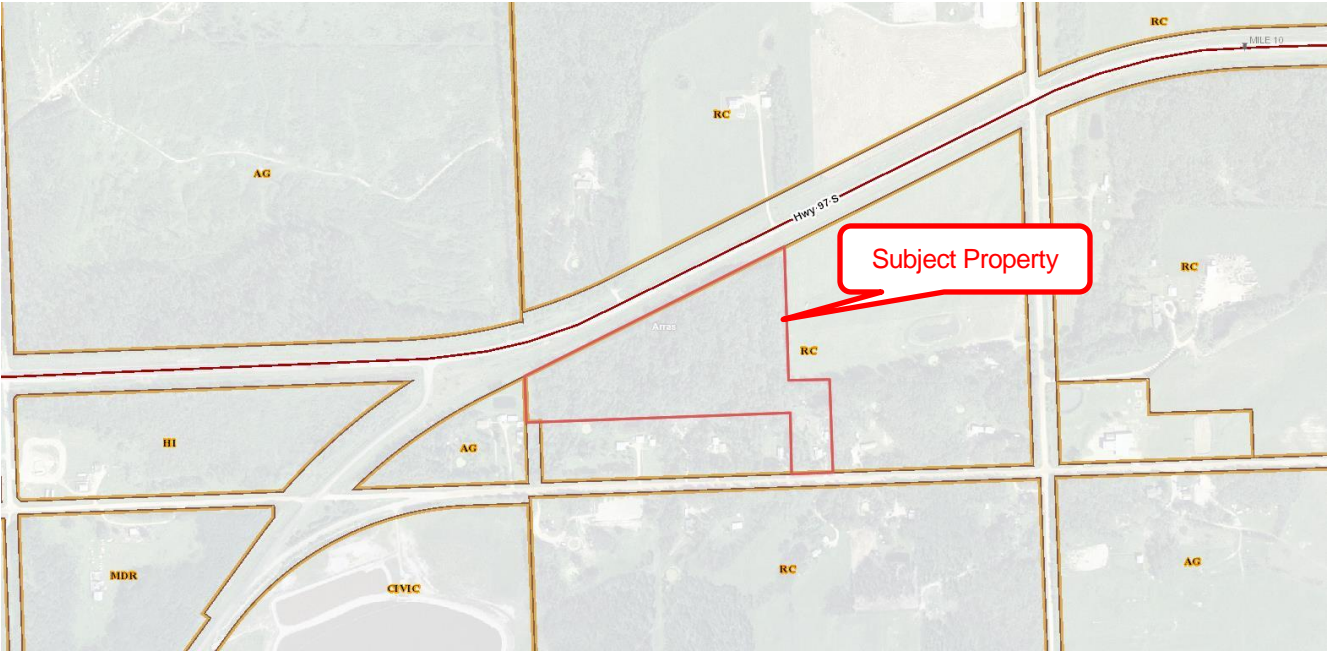 RC
MILE 10
RC
AG
Hwy 97 S
Subject Property
RC
Arras
RC
HI
AG
MDR
CIVIC
RC
AG